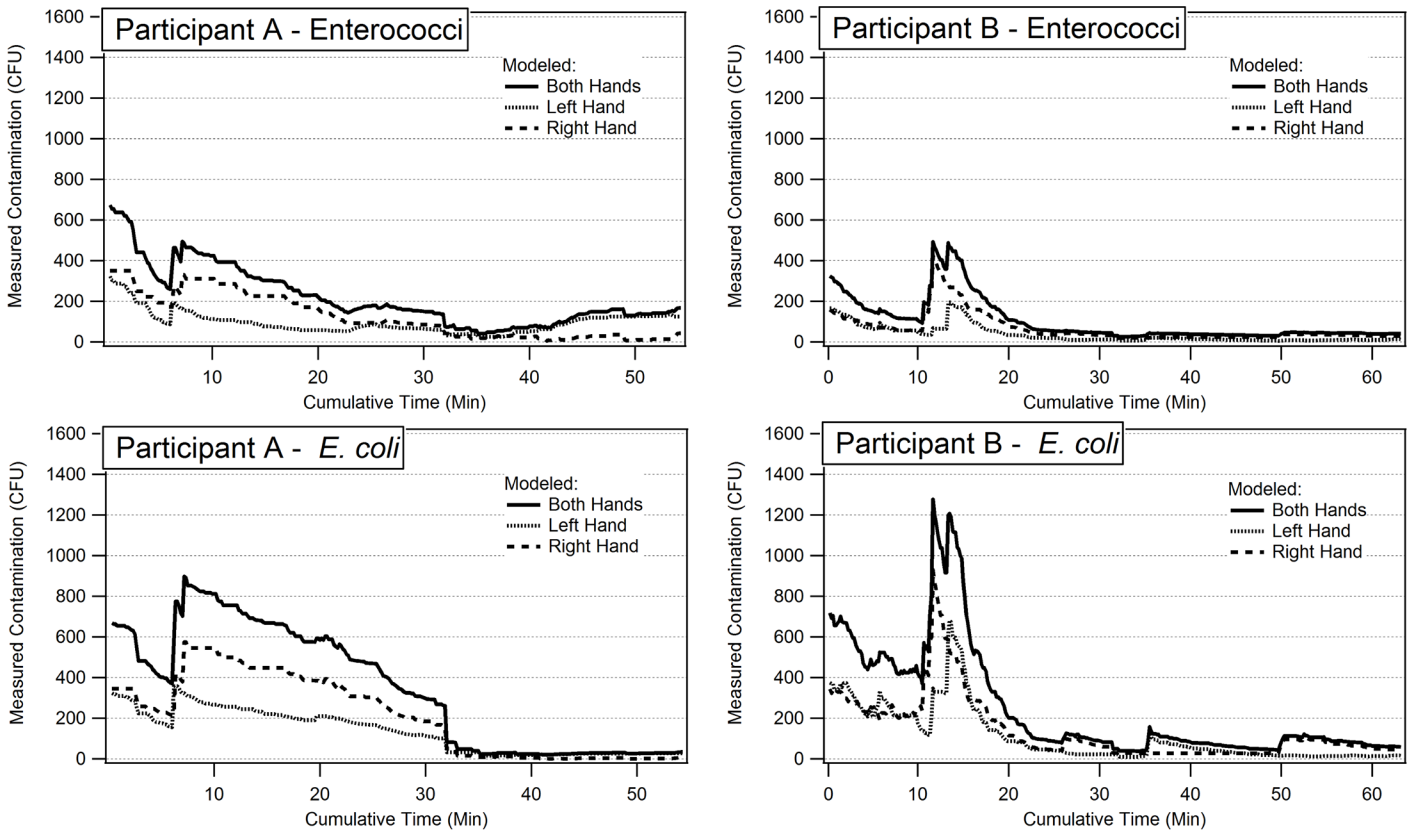 Participant A - Enterococci
Measured Contamination (CFU)
1600
1400
1200
1000
800
600
400
200
0
Modeled:
Both Hands
Left Hand
Right Hand
10 20 30 40 50
Cumulative Time (Min)
Participant B - Enterococci
Measured Contamination (CFU)
1600
1400
1200
1000
800
600
400
200
0
Modeled:
Both Hands
Left Hand
Right Hand
0 10 20 30 40 50 60
Cumulative Time (Min)
Participant A - E. coli
Measured Contamination (CFU)
1600
1400
1200
1000
800
600
400
200
0
Modeled:
Both Hands
Left Hand
Right Hand
10 20 30 40 50
Cumulative Time (Min)
Participant B - E. coli
Measured Contamination (CFU)
1600
1400
1200
1000
800
600
400
200
0
Modeled:
Both Hands
Left Hand
Right Hand
0 10 20 30 40 50 60
Cumulative Time (Min)